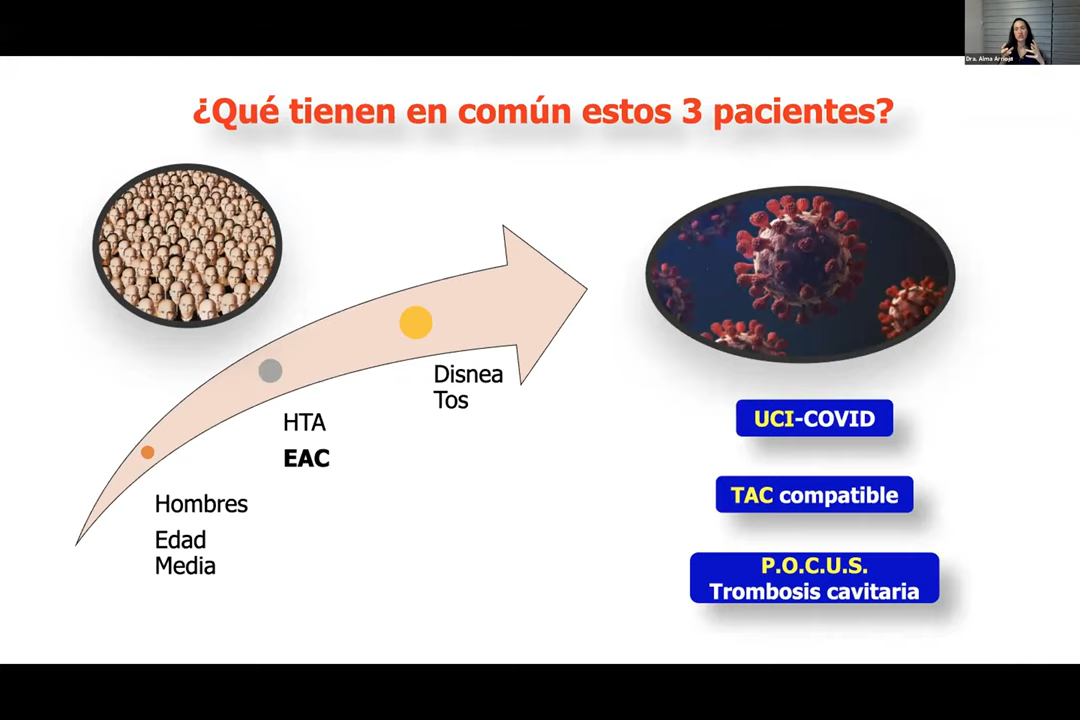 Dra. Alma Arrioja
¿Qué tienen en común estos 3 pacientes?
Disnea
Tos
HTA
EAC
Hombres
Edad
Media
UCI-COVID
TAC compatible
P.O.C.U.S.
Trombosis cavitaria